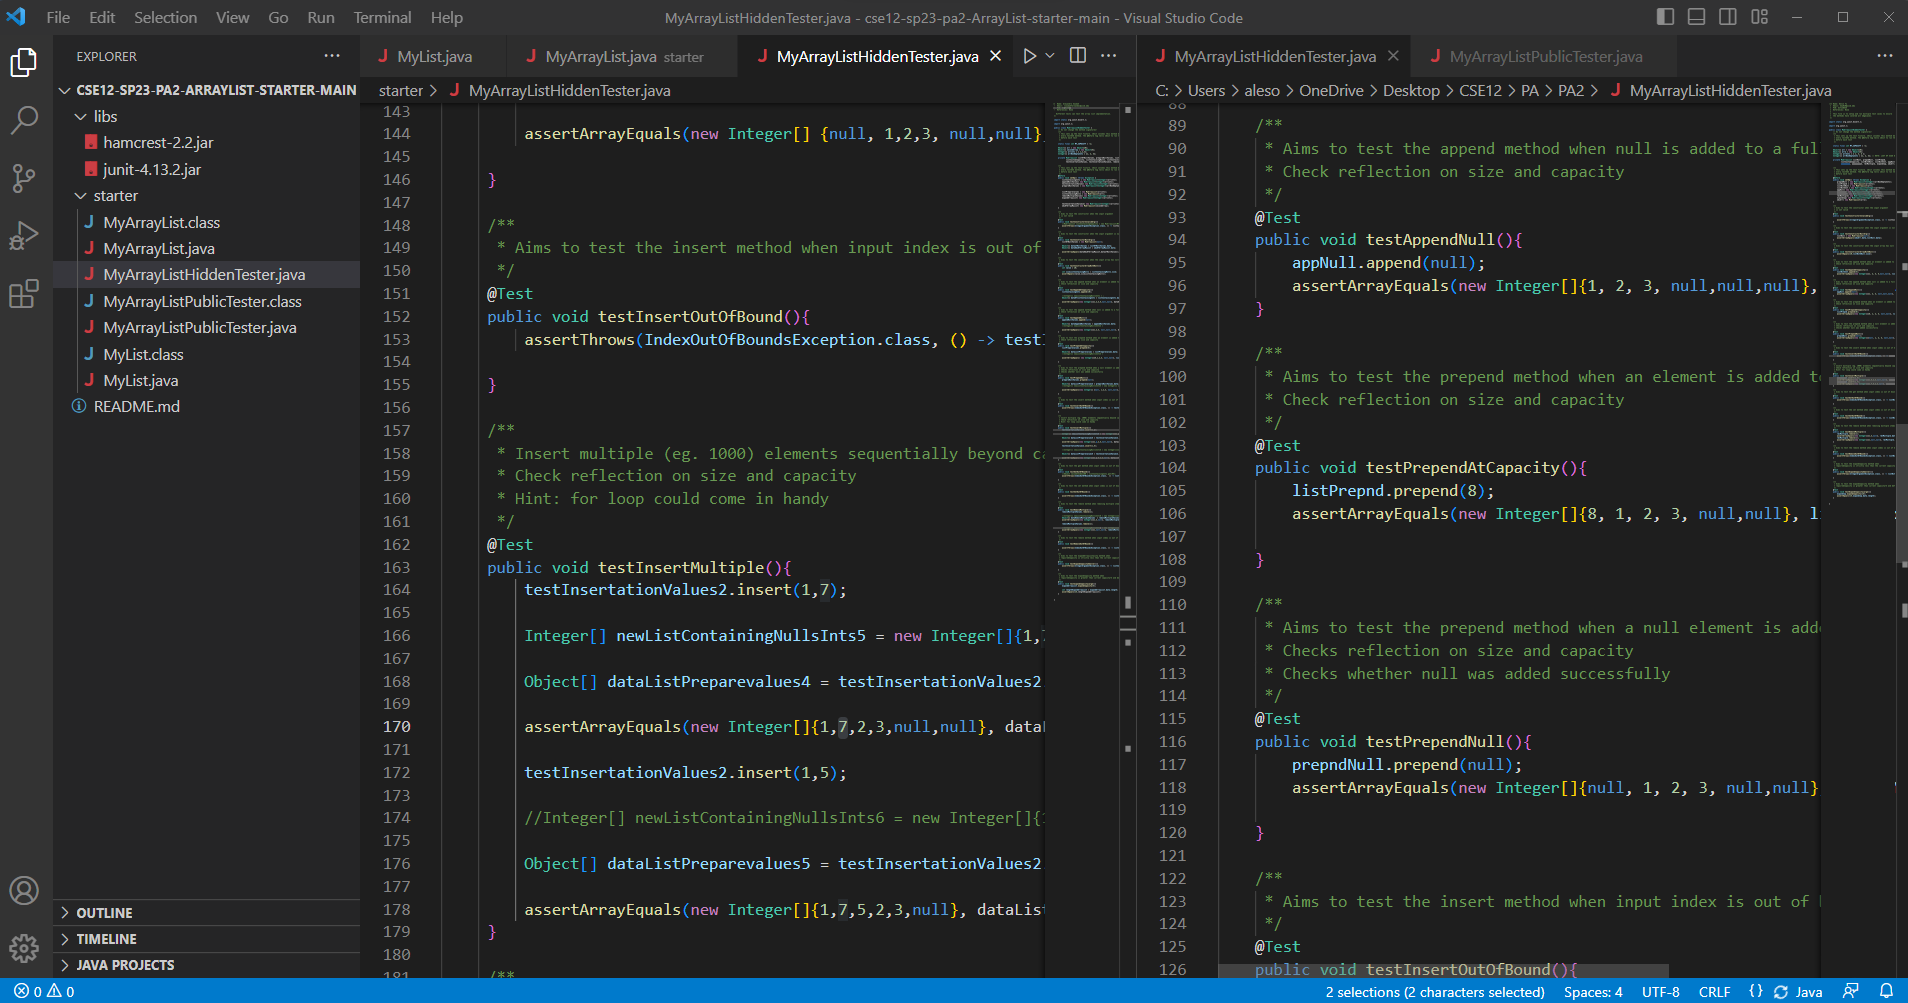 File Edit Selection View Go Run Terminal Help
MyArrayListHiddenTester.java - cse12-sp23-pa2-ArrayList-starter-main - Visual Studio Code
EXPLORER
CSE12-SP23-PA2-ARRAYLIST-STARTER-MAIN
libs
hamcrest-2.2.jar
junit-4.13.2.jar
starter
MyArrayList.class
MyArrayList.java
MyArrayListHiddenTester.java
MyArrayListPublicTester.class
MyArrayListPublicTester.java
MyList.class
MyList.java
README.md
OUTLINE
TIMELINE
JAVA PROJECTS
MyList.java
MyArrayList.java starter
MyArrayListHiddenTester.java
starter > MyArrayListHiddenTester.java
143
144 assertArrayEquals(new Integer[] {null, 1,2,3, null,null}
145
146 }
147
148 /**
149 * Aims to test the insert method when input index is out of
150 */
151 @Test
152 public void testInsertOutOfBound(){
153 assertThrows(IndexOutOfBoundsException.class, () -> testI
154
155 }
156
157 /**
158 * Insert multiple (eg. 1000) elements sequentially beyond ca
159 * Check reflection on size and capacity
160 * Hint: for loop could come in handy
161 */
162 @Test
163 public void testInsertMultiple(){
164 testInsertationValues2.insert(1,7);
165
166 Integer[] newListContainingNullsInts5 = new Integer[]{1,7
167
168 Object[] dataListPreparevalues4 = testInsertationValues2
169
170 assertArrayEquals(new Integer[]{1,7,2,3,null,null}, data
171
172 testInsertationValues2.insert(1,5);
173
174 //Integer[] newListContainingNullsInts6 = new Integer[]{1
175
176 Object[] dataListPreparevalues5 = testInsertationValues2
177
178 assertArrayEquals(new Integer[]{1,7,5,2,3,null}, dataLis
179 }
180
181 /**
MyArrayListHiddenTester.java
MyArrayListPublicTester.java
C: > Users > aleso > OneDrive > Desktop > CSE12 > PA > PA2 > MyArrayListHiddenTester.java
88
89 /**
90 * Aims to test the append method when null is added to a full
91 * Check reflection on size and capacity
92 */
93 @Test
94 public void testAppendNull(){
95 appNull.append(null);
96 assertArrayEquals(new Integer[]{1, 2, 3, null,null,null},
97 }
98
99 /**
100 * Aims to test the prepend method when an element is added to
101 * Check reflection on size and capacity
102 */
103 @Test
104 public void testPrependAtCapacity(){
105 listPrepnd.prepend(8);
106 assertArrayEquals(new Integer[]{8, 1, 2, 3, null,null}, li
107
108 }
109
110 /**
111 * Aims to test the prepend method when a null element is adde
112 * Checks reflection on size and capacity
113 * Checks whether null was added successfully
114 */
115 @Test
116 public void testPrependNull(){
117 prepndNull.prepend(null);
118 assertArrayEquals(new Integer[]{null, 1, 2, 3, null,null}
119
120 }
121
122 /**
123 * Aims to test the insert method when input index is out of
124 */
125 @Test
126 public void testInsertOutOfBound(){
0 0
2 selections (2 characters selected) Spaces: 4 UTF-8 CRLF {} Java